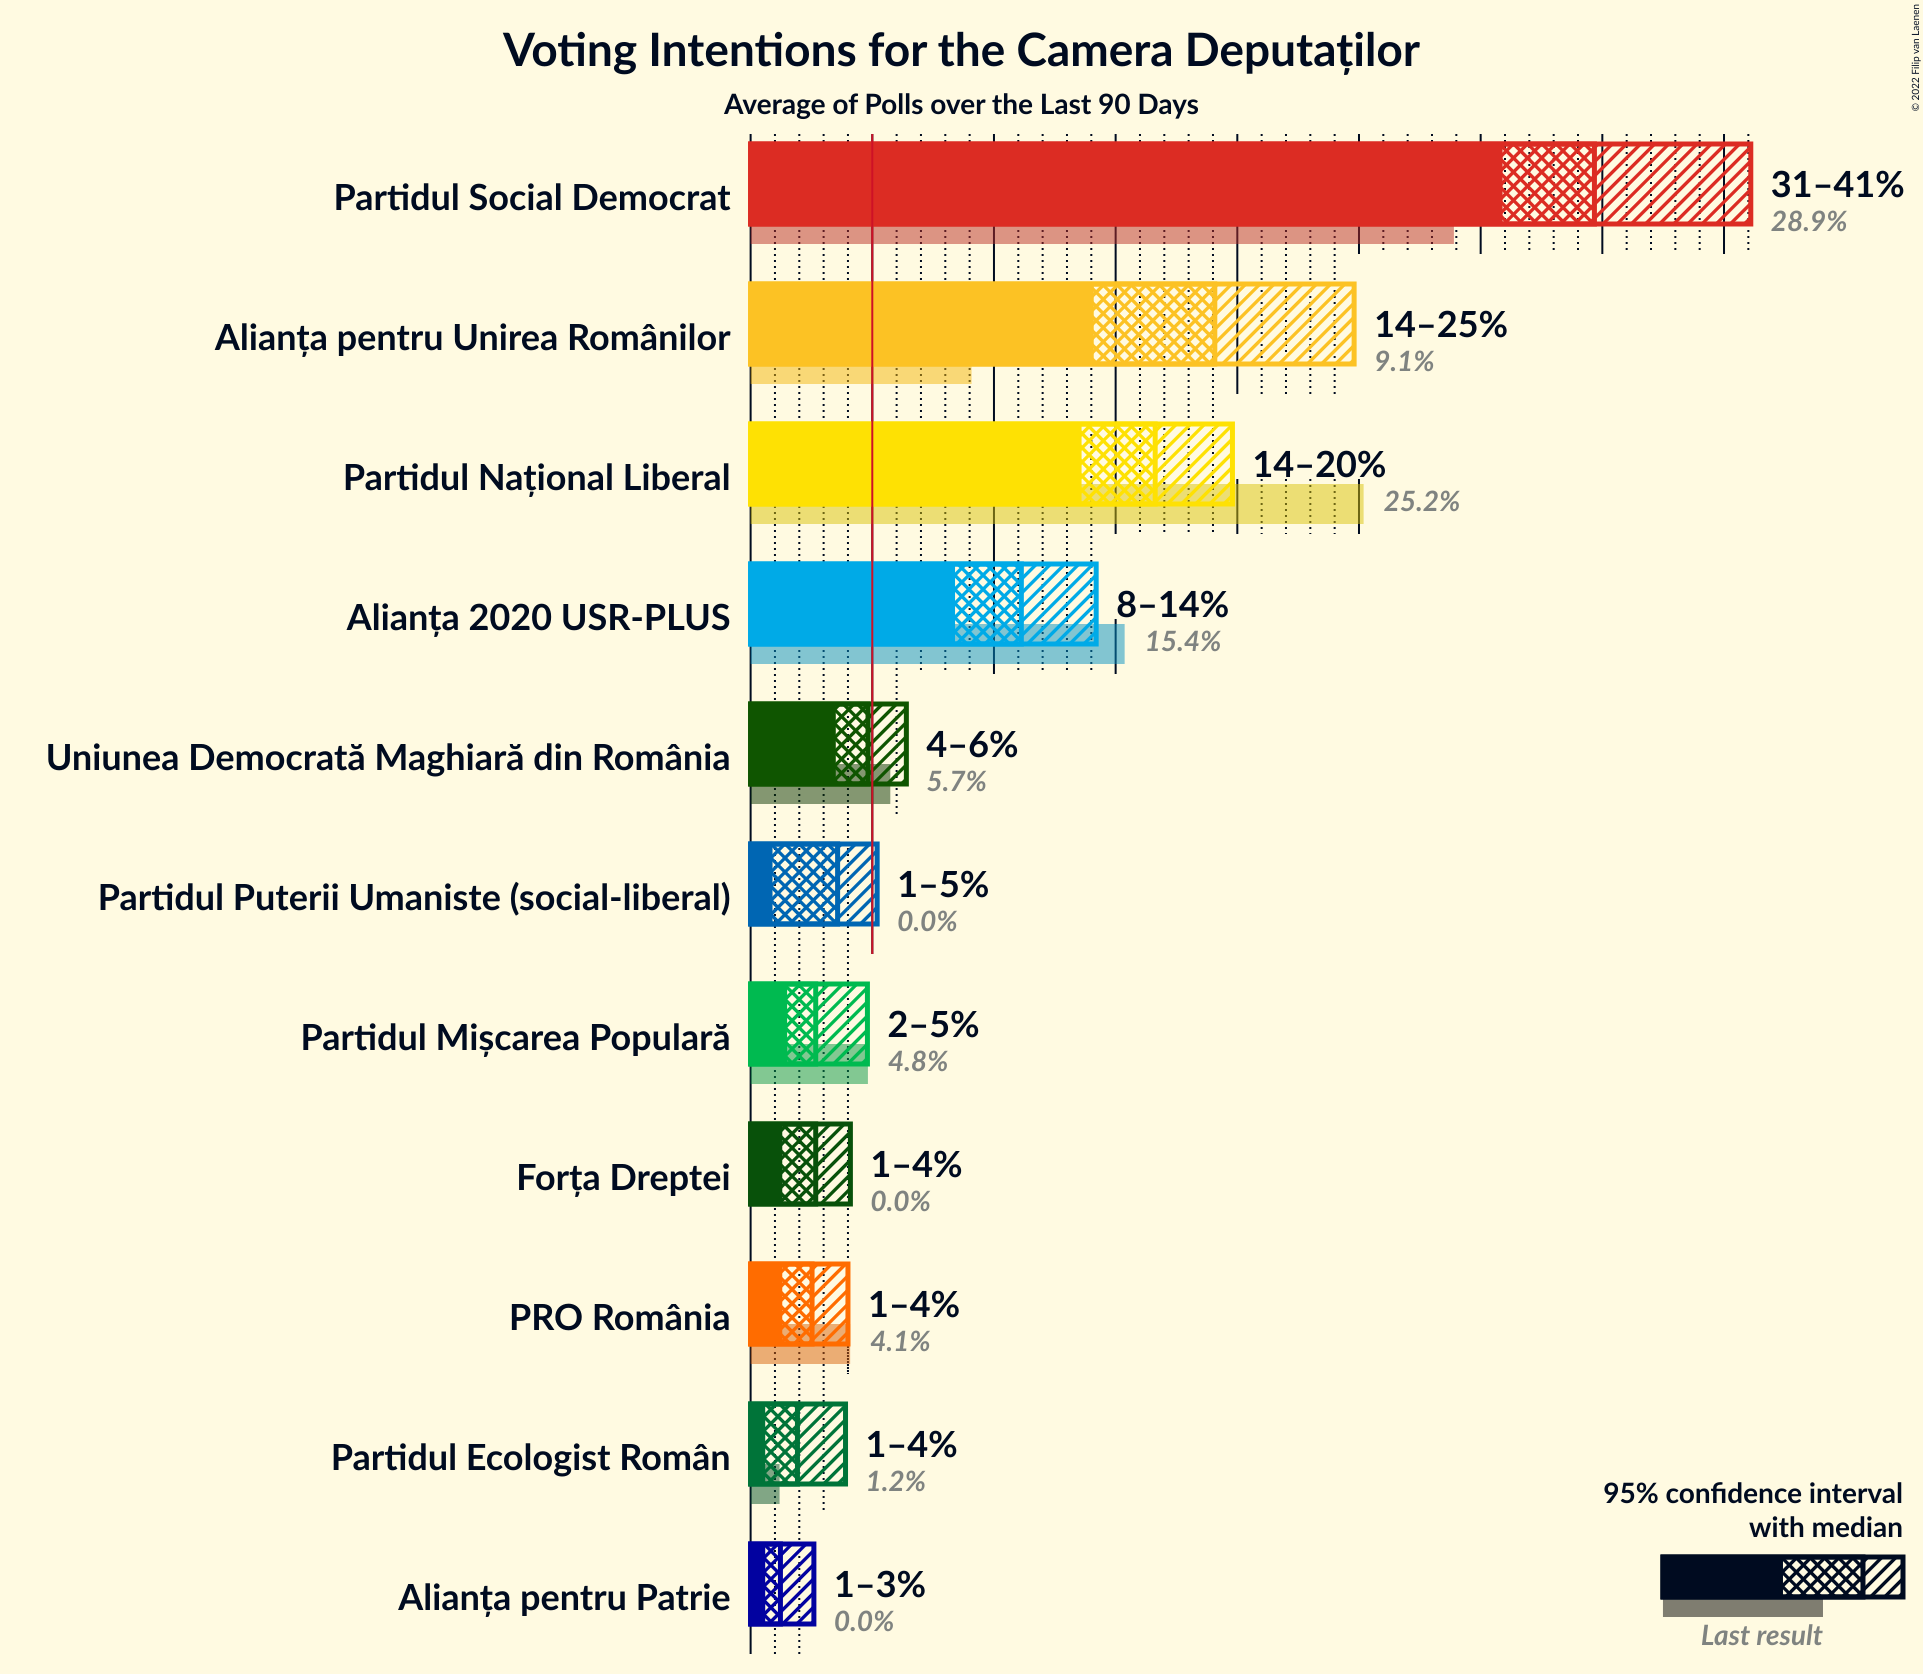 Voting Intentions for the Camera Deputaților
Average of Polls over the Last 90 Days
© 2022 Filip van Laenen
Partidul Social Democrat
31–41%
28.9%
Alianța pentru Unirea Românilor
14–25%
9.1%
Partidul Național Liberal
14–20%
25.2%
Alianța 2020 USR-PLUS
8–14%
15.4%
Uniunea Democrată Maghiară din România
4–6%
5.7%
Partidul Puterii Umaniste (social-liberal)
1–5%
0.0%
Partidul Mișcarea Populară
2–5%
4.8%
Forța Dreptei
1–4%
0.0%
PRO România
1–4%
4.1%
Partidul Ecologist Român
1–4%
1.2%
Alianța pentru Patrie
1–3%
0.0%
95% confidence interval
with median
Last result